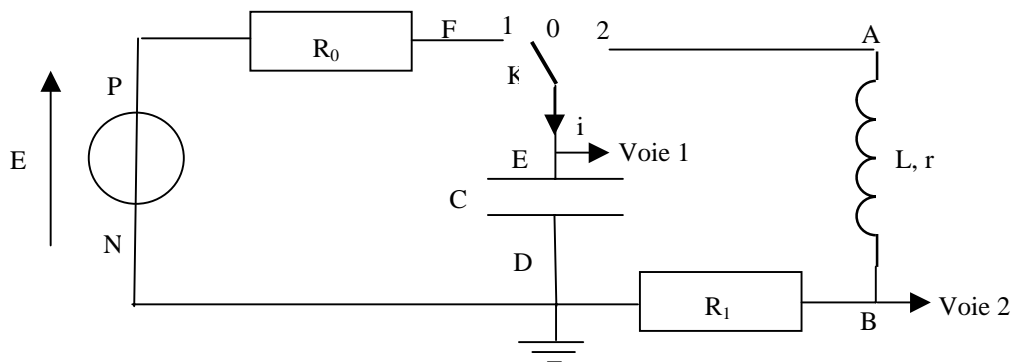 F 1 0 2 A
R0
P K
i
E E Voie 1 L, r
C
N D
R1
B Voie 2